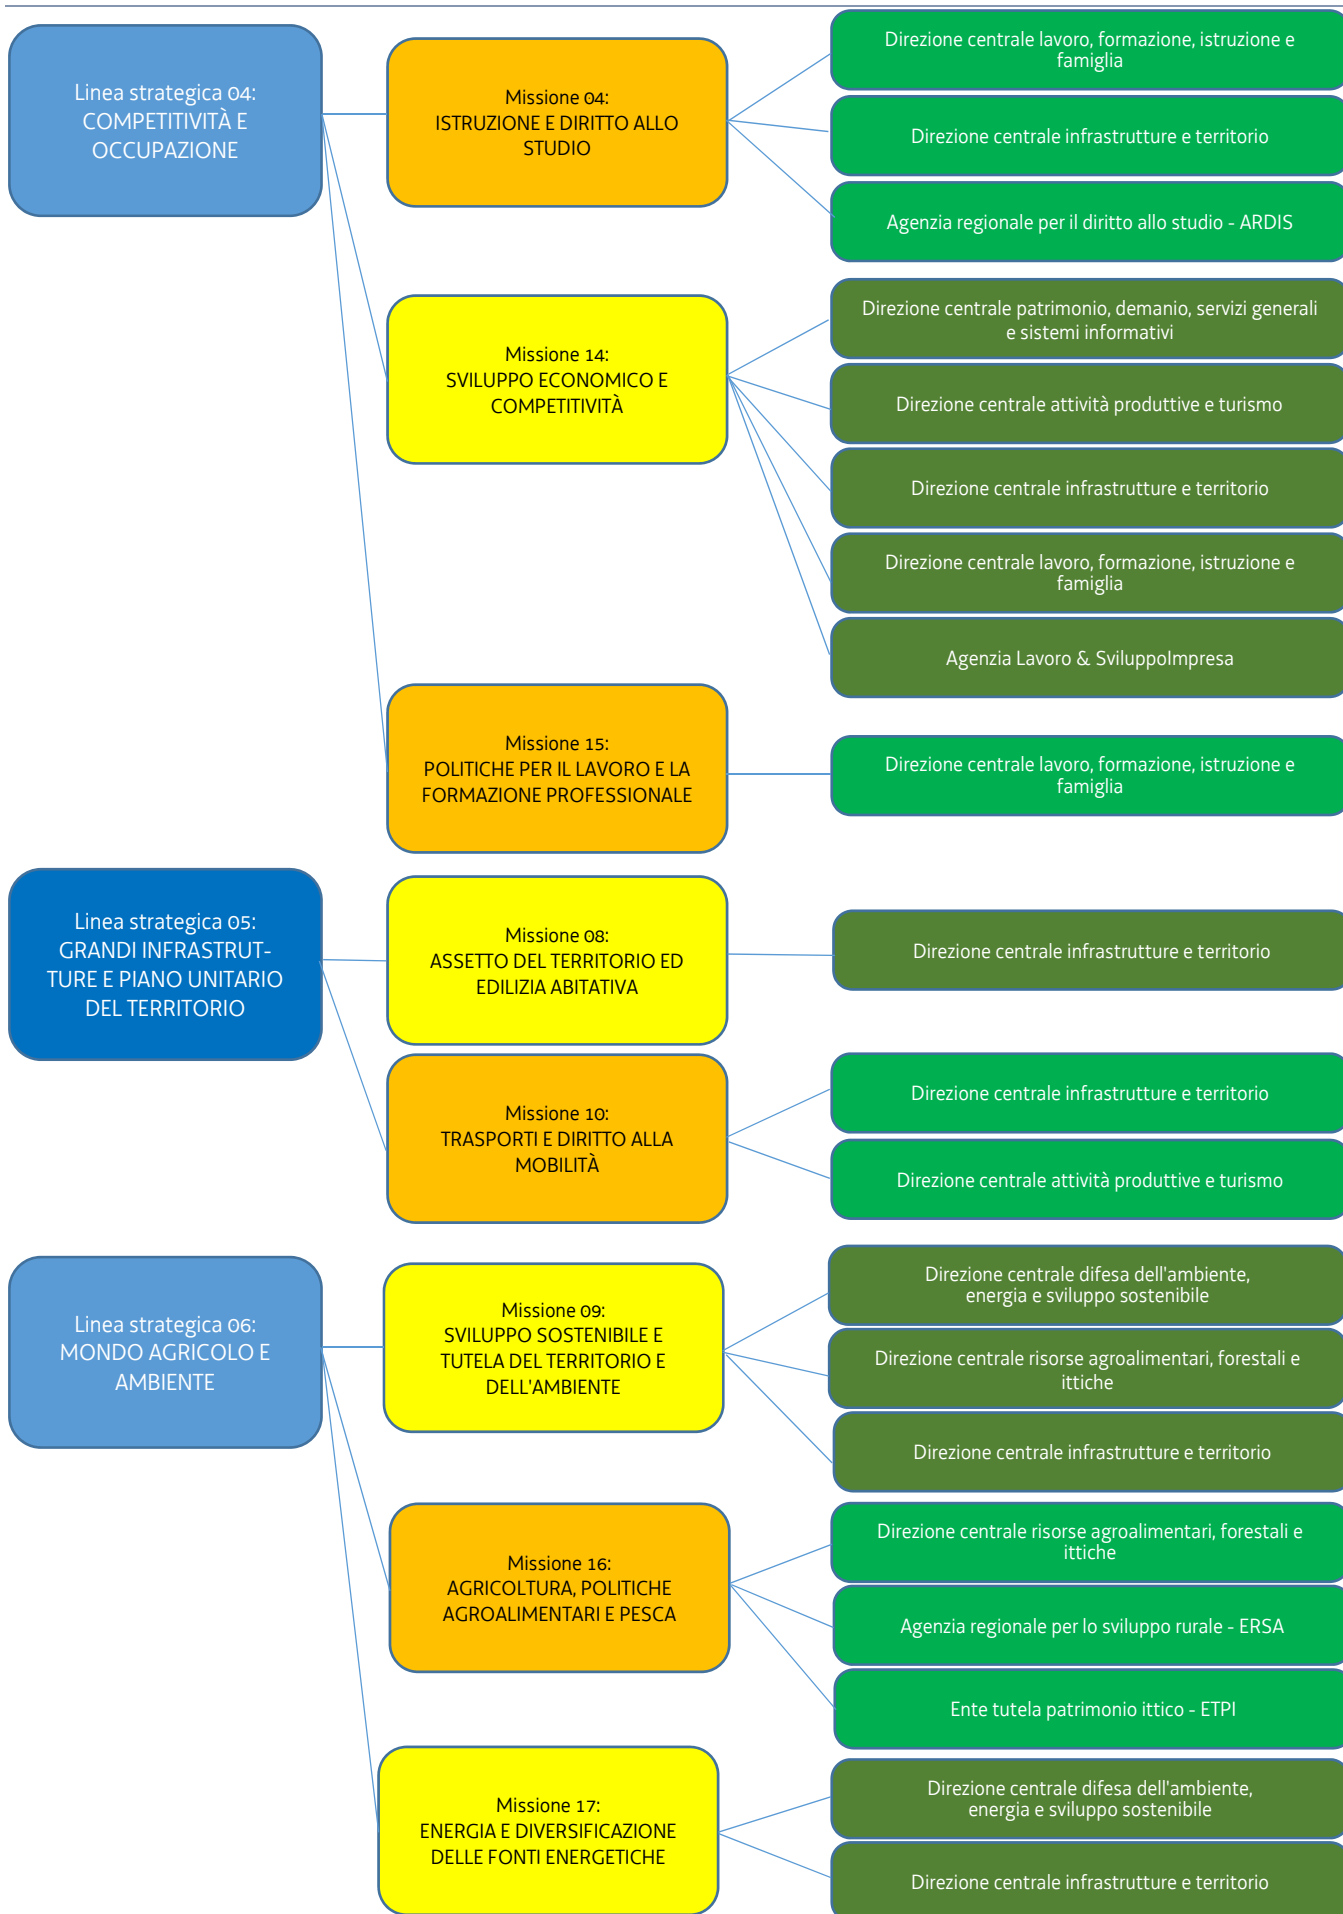 Linea strategica 04:
COMPETITIVITÀ E
OCCUPAZIONE
Missione 04:
ISTRUZIONE E DIRITTO ALLO
STUDIO
Direzione centrale lavoro, formazione, istruzione e
famiglia
Direzione centrale infrastrutture e territorio
Agenzia regionale per il diritto allo studio - ARDIS
Missione 14:
SVILUPPO ECONOMICO E
COMPETITIVITÀ
Direzione centrale patrimonio, demanio, servizi generali
e sistemi informativi
Direzione centrale attività produttive e turismo
Direzione centrale infrastrutture e territorio
Direzione centrale lavoro, formazione, istruzione e
famiglia
Agenzia Lavoro & SviluppoImpresa
Missione 15:
POLITICHE PER IL LAVORO E LA
FORMAZIONE PROFESSIONALE
Direzione centrale lavoro, formazione, istruzione e
famiglia
Linea strategica 05:
GRANDI INFRASTRUT-
TURE E PIANO UNITARIO
DEL TERRITORIO
Missione 08:
ASSETTO DEL TERRITORIO ED
EDILIZIA ABITATIVA
Direzione centrale infrastrutture e territorio
Missione 10:
TRASPORTI E DIRITTO ALLA
MOBILITÀ
Direzione centrale infrastrutture e territorio
Direzione centrale attività produttive e turismo
Linea strategica 06:
MONDO AGRICOLO E
AMBIENTE
Missione 09:
SVILUPPO SOSTENIBILE E
TUTELA DEL TERRITORIO E
DELL'AMBIENTE
Direzione centrale difesa dell'ambiente,
energia e sviluppo sostenibile
Direzione centrale risorse agroalimentari, forestali e
ittiche
Direzione centrale infrastrutture e territorio
Missione 16:
AGRICOLTURA, POLITICHE
AGROALIMENTARI E PESCA
Direzione centrale risorse agroalimentari, forestali e
ittiche
Agenzia regionale per lo sviluppo rurale - ERSA
Ente tutela patrimonio ittico - ETPI
Missione 17:
ENERGIA E DIVERSIFICAZIONE
DELLE FONTI ENERGETICHE
Direzione centrale difesa dell'ambiente,
energia e sviluppo sostenibile
Direzione centrale infrastrutture e territorio